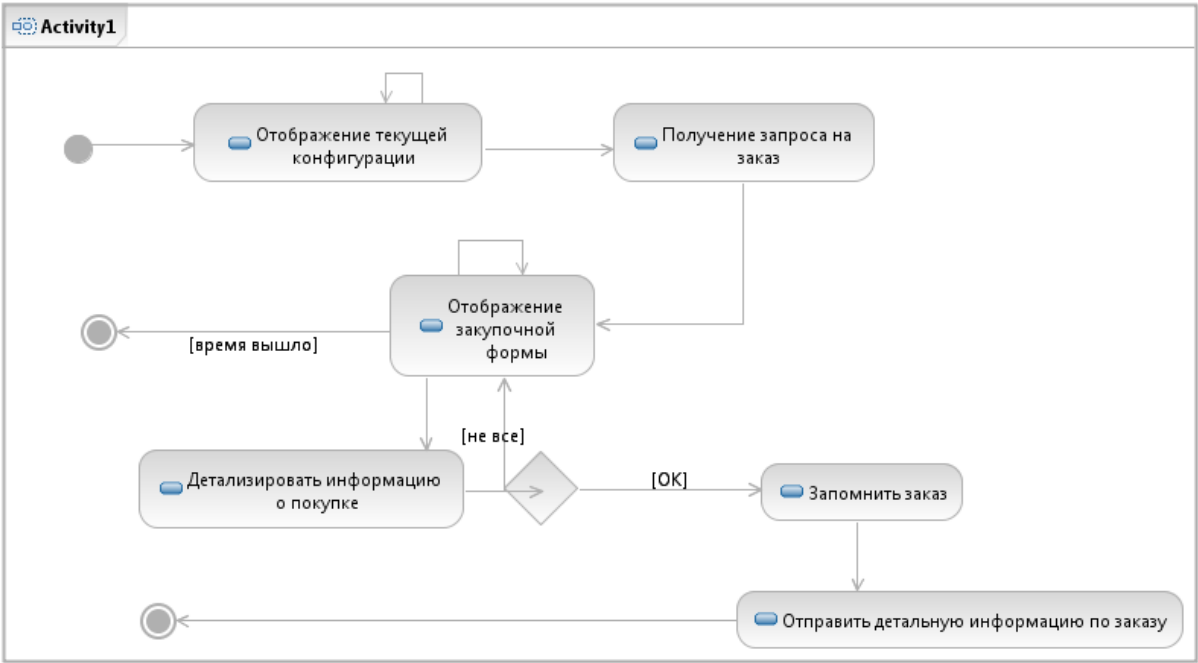 Activity1
Отображение текущей
конфигурации
Получение запроса на
заказ
Отображение
закупочной
формы
[время вышло]
[не все]
Детализировать информацию
о покупке
[OK]
Запомнить заказ
Отправить детальную информацию по заказу